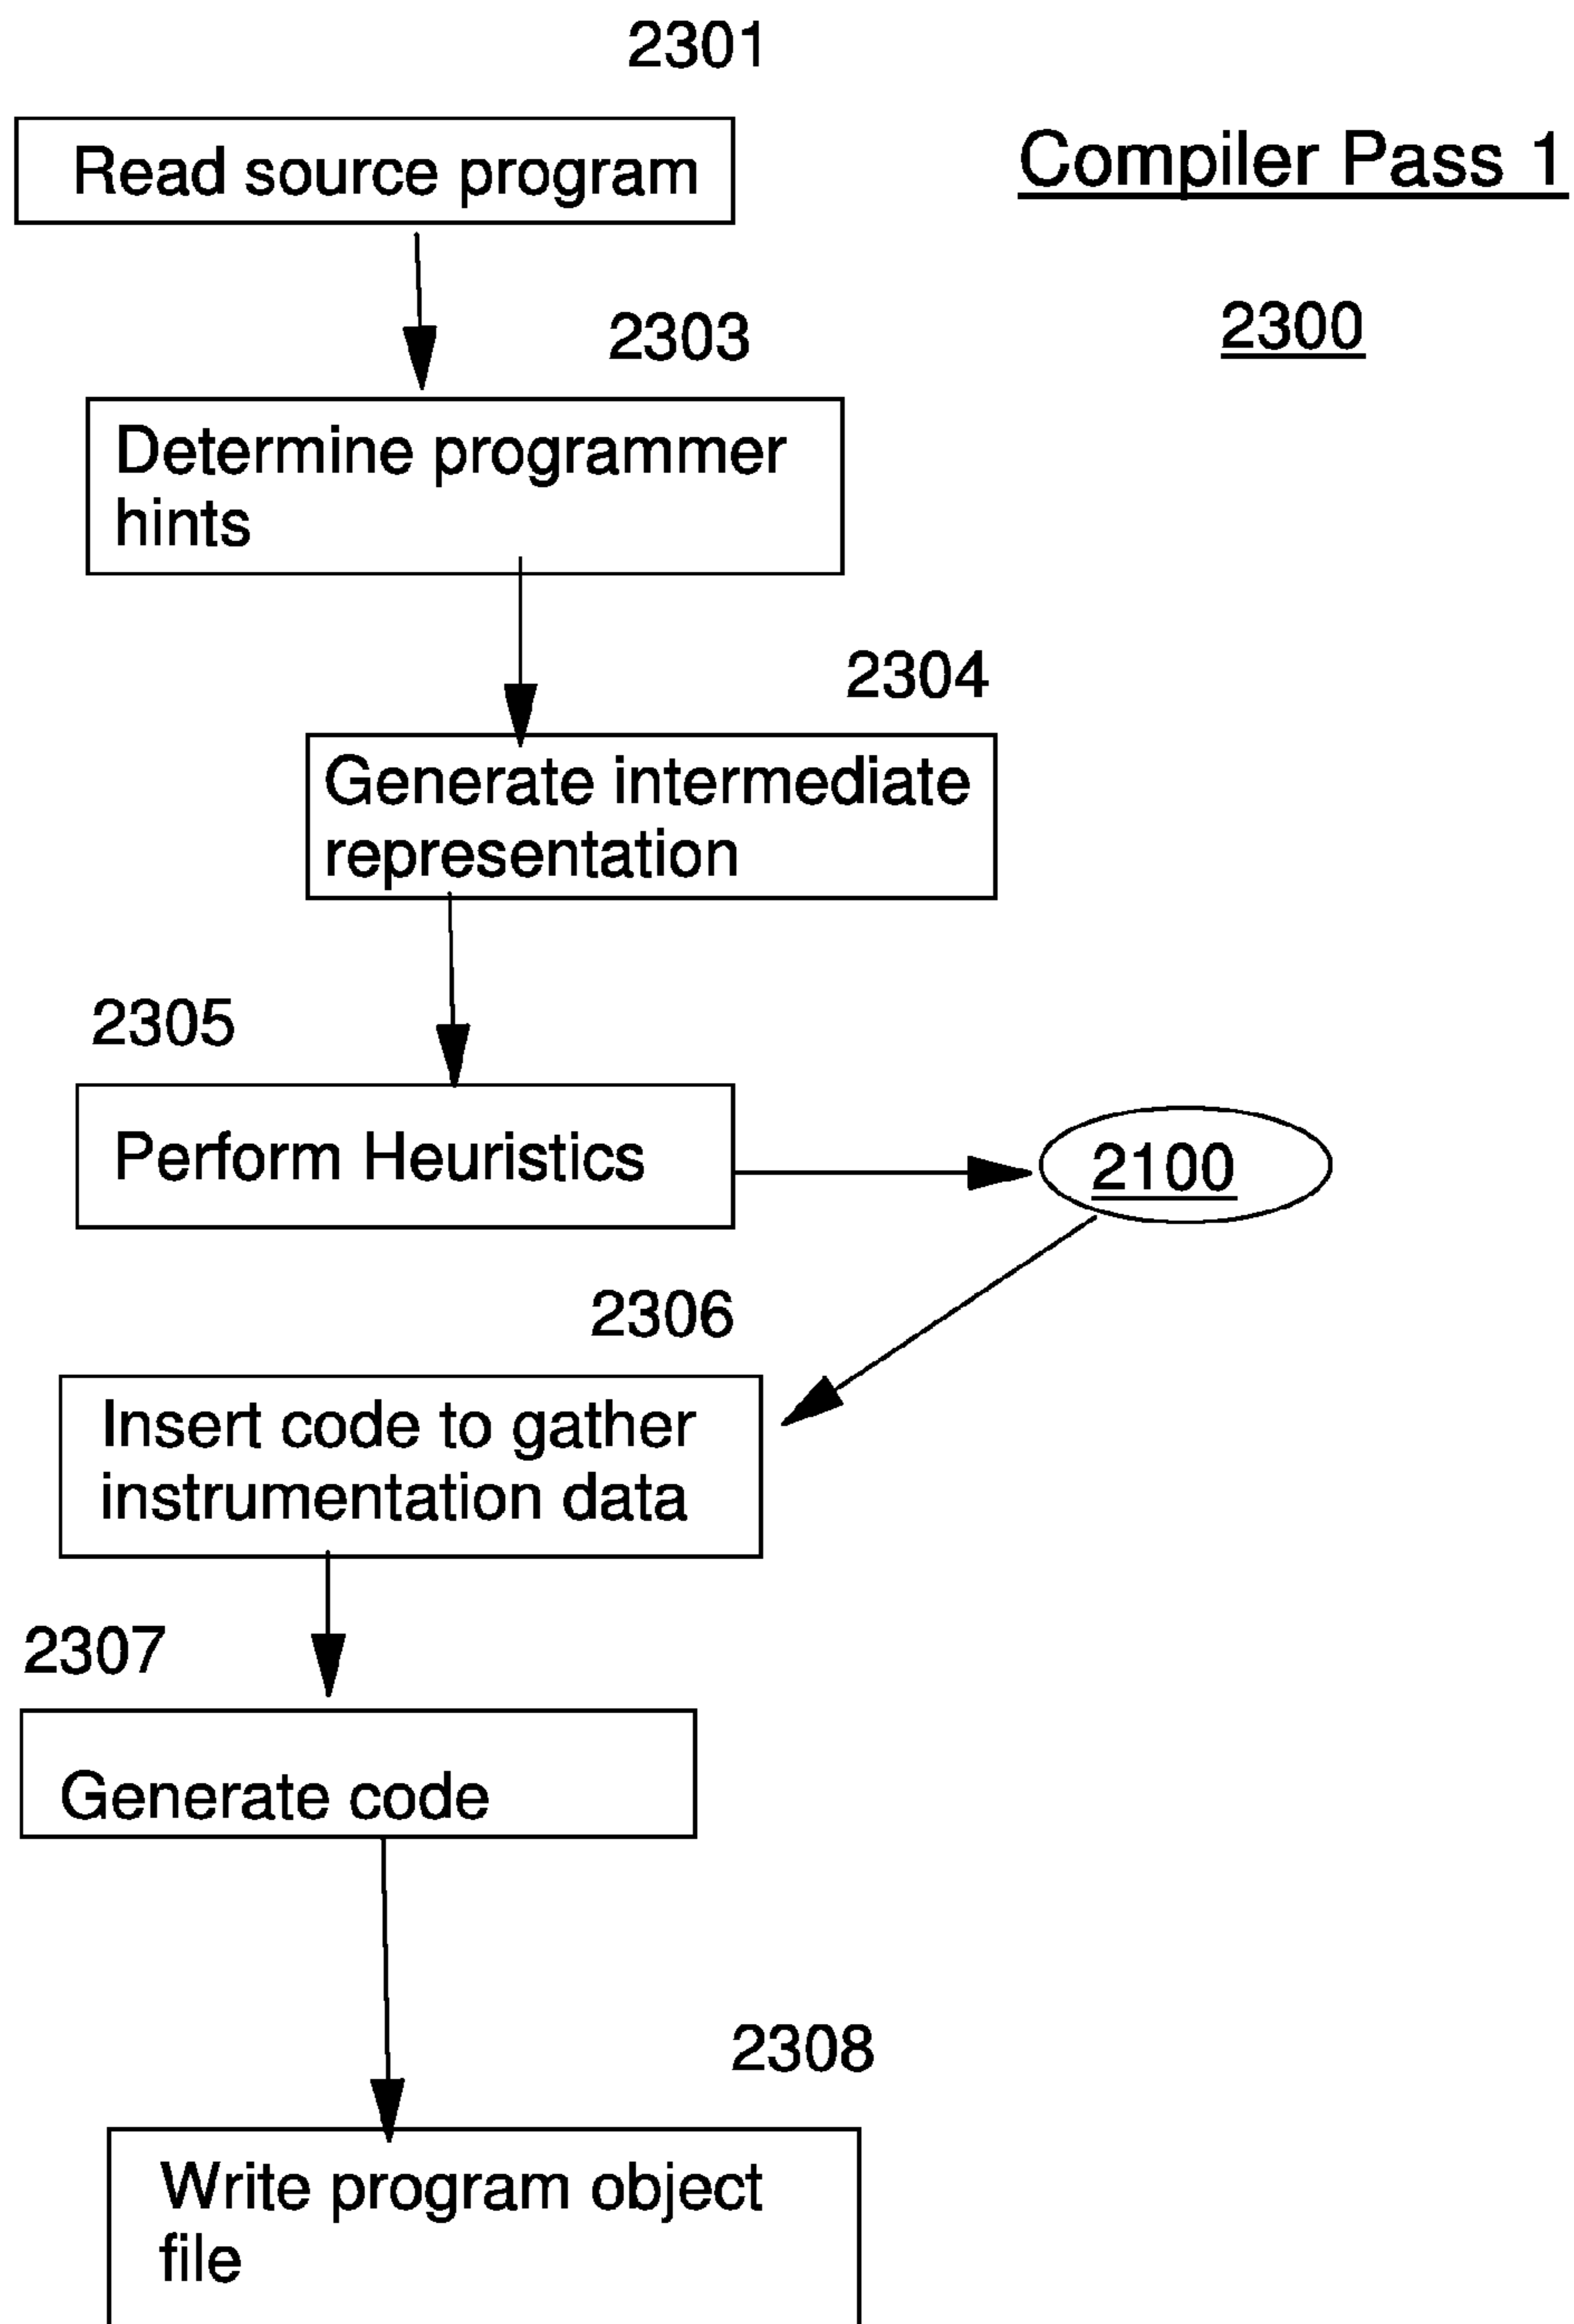 2301
Read source program
Compiler Pass 1
2300
2303
Determine programmer
hints
2304
Generate intermediate
representation
2305
Perform Heuristics
2100
2306
Insert code to gather
instrumentation data
2307
Generate code
2308
Write program object
file